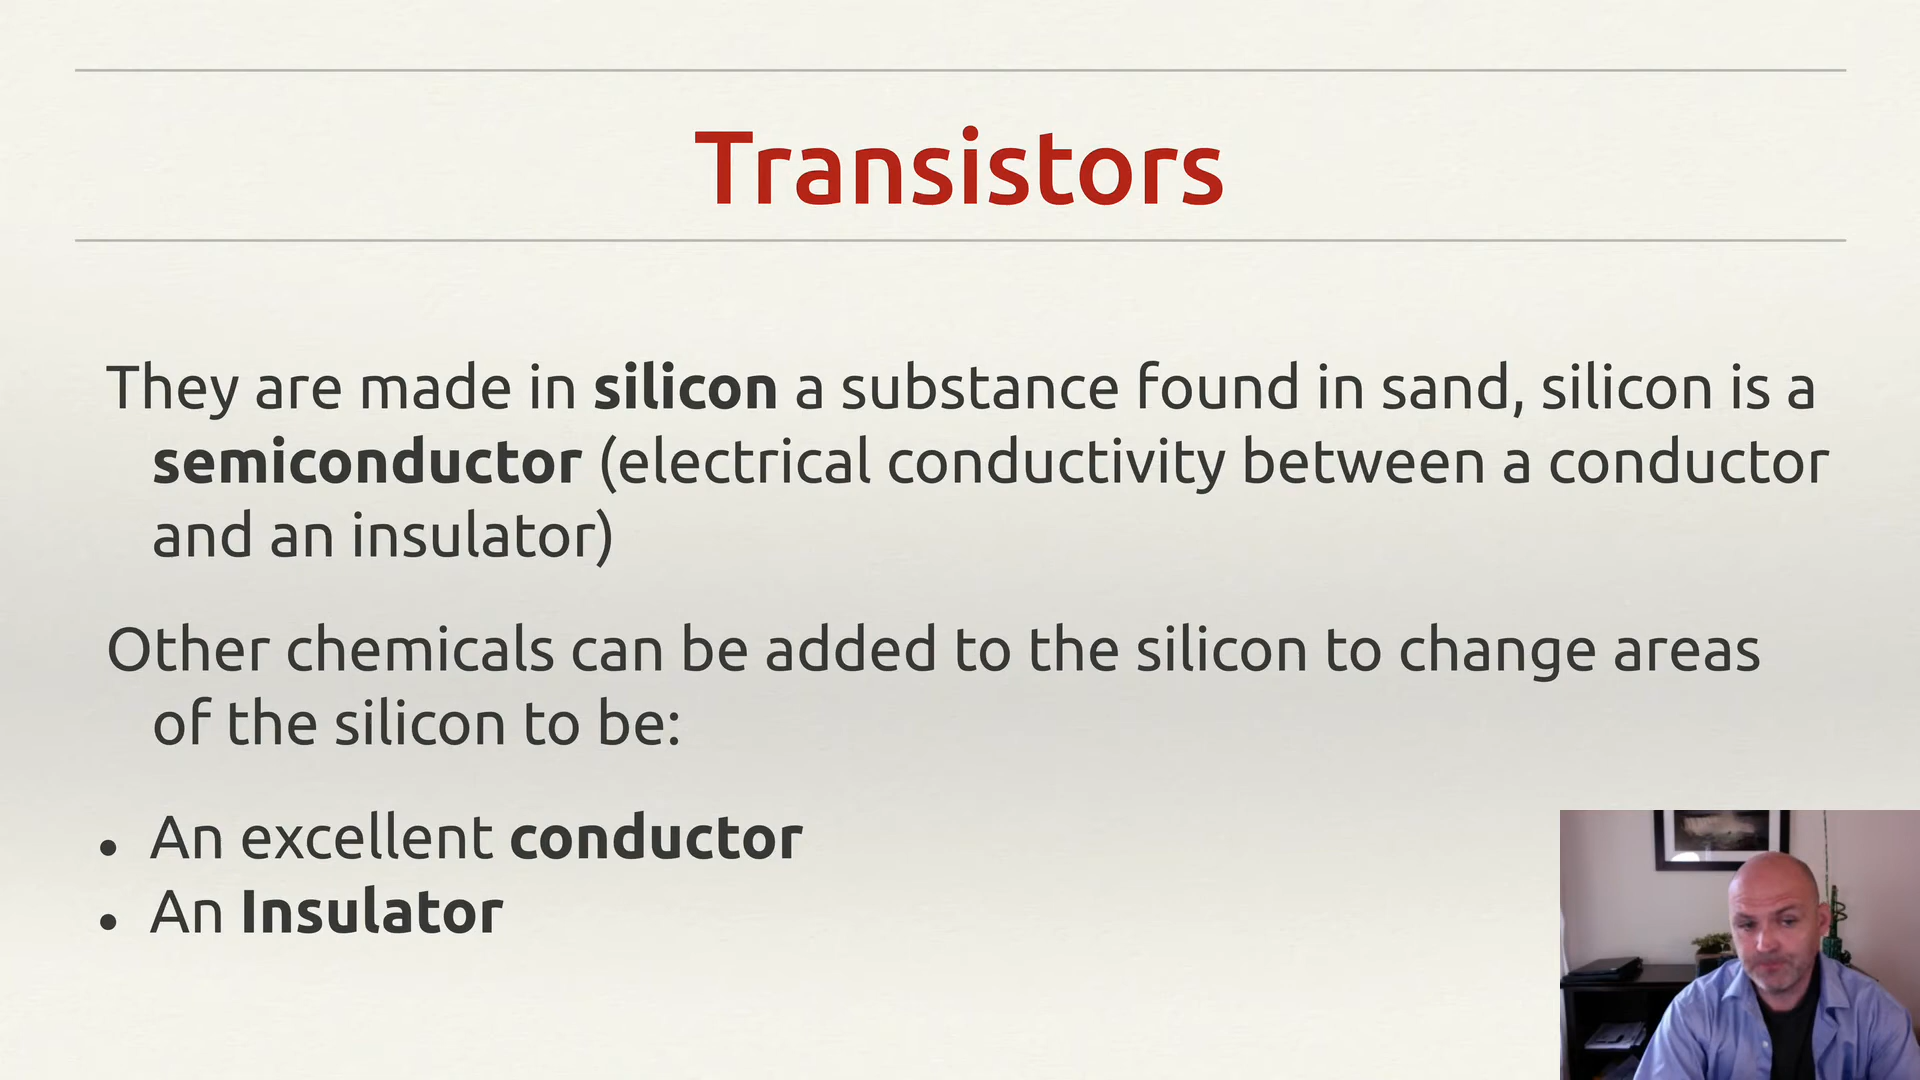 Transistors
They are made in silicon a substance found in sand, silicon is a
semiconductor (electrical conductivity between a conductor
and an insulator)
Other chemicals can be added to the silicon to change areas
of the silicon to be:
• An excellent conductor
• An Insulator